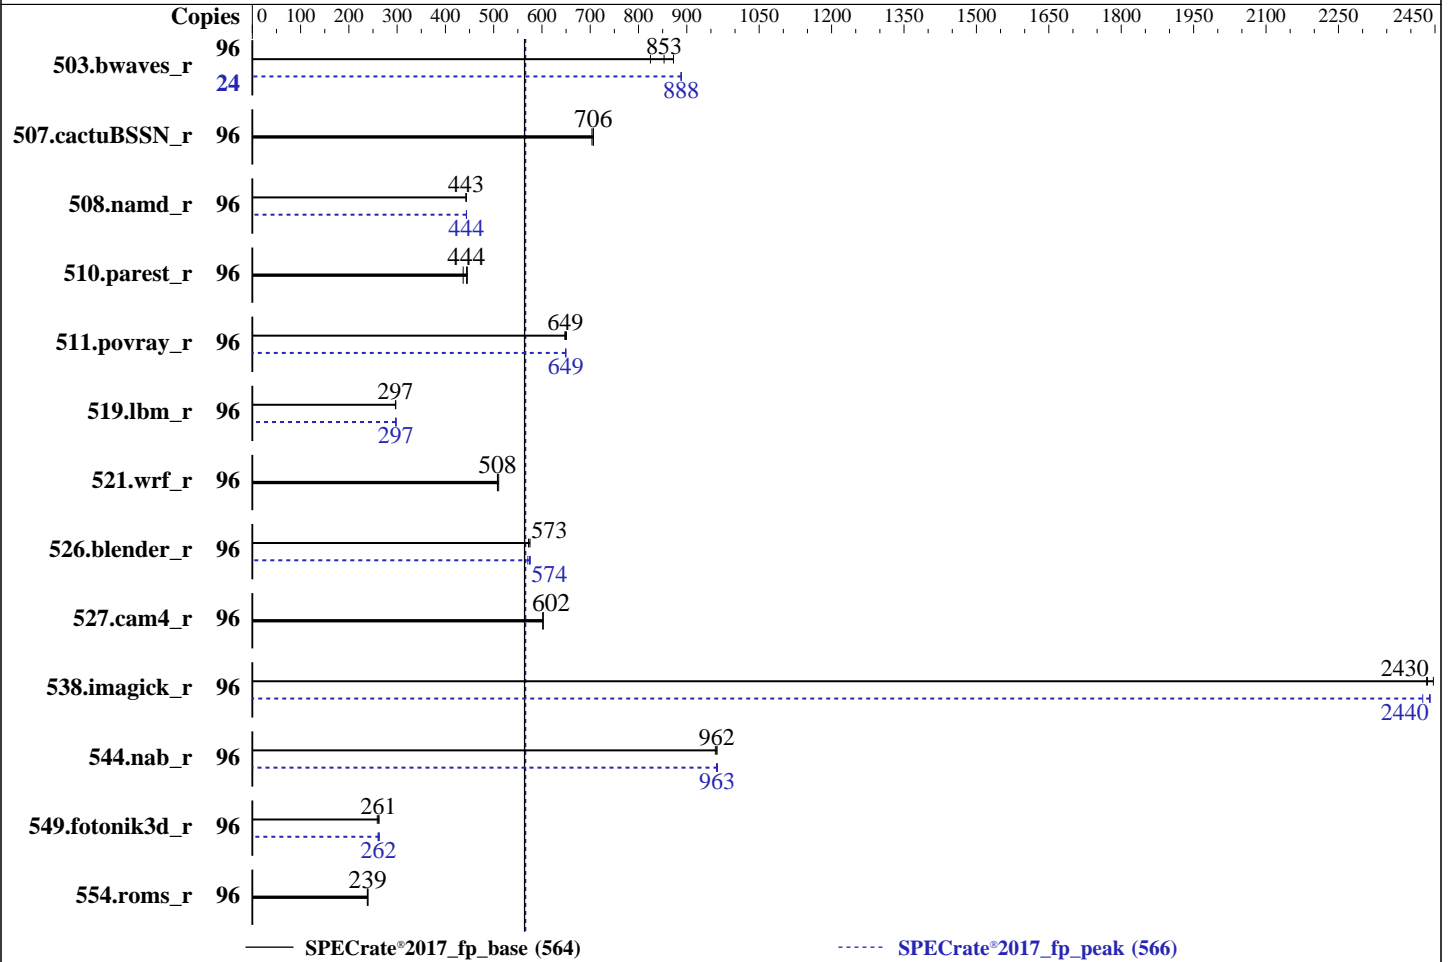 Copies 0 100 200 300 400 500 600 700 800 900 1050 1200 1350 1500 1650 1800 1950 2100 2250 2450
503.bwaves_r 96 853
24 888
507.cactuBSSN_r 96 706
508.namd_r 96 443
444
510.parest_r 96 444
511.povray_r 96 649
649
519.lbm_r 96 297
297
521.wrf_r 96 508
526.blender_r 96 573
574
527.cam4_r 96 602
538.imagick_r 96 2430
2440
544.nab_r 96 962
963
549.fotonik3d_r 96 261
262
554.roms_r 96 239
SPECrate®2017_fp_base (564) SPECrate®2017_fp_peak (566)